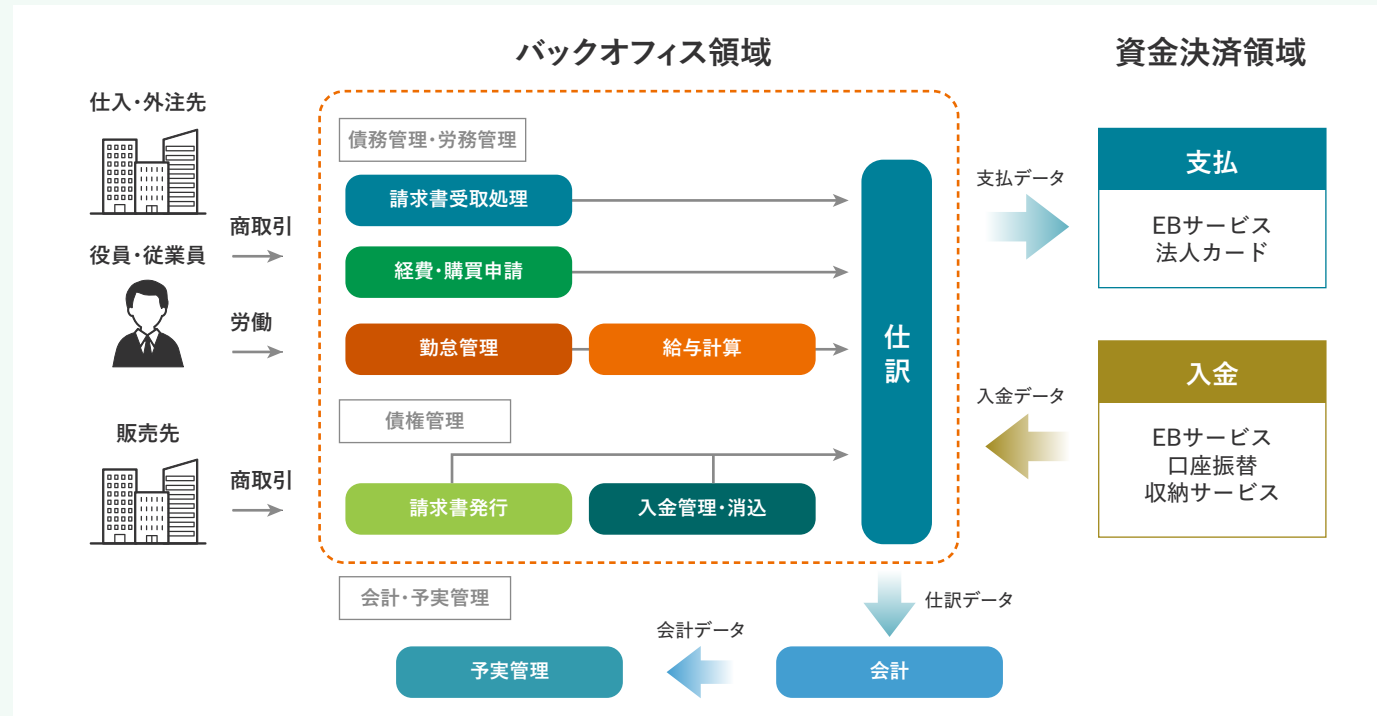 バックオフィス領域
資金決済領域
仕入・外注先
債務管理・労務管理
請求書受取処理
支払データ
支払
EBサービス
法人カード
商取引
役員・従業員
経費・購買申請
労働
勤怠管理
給与計算
仕
訳
入金データ
入金
EBサービス
口座振替
収納サービス
債権管理
販売先
商取引
請求書発行
入金管理・消込
会計・予実管理
仕訳データ
会計データ
予実管理
会計